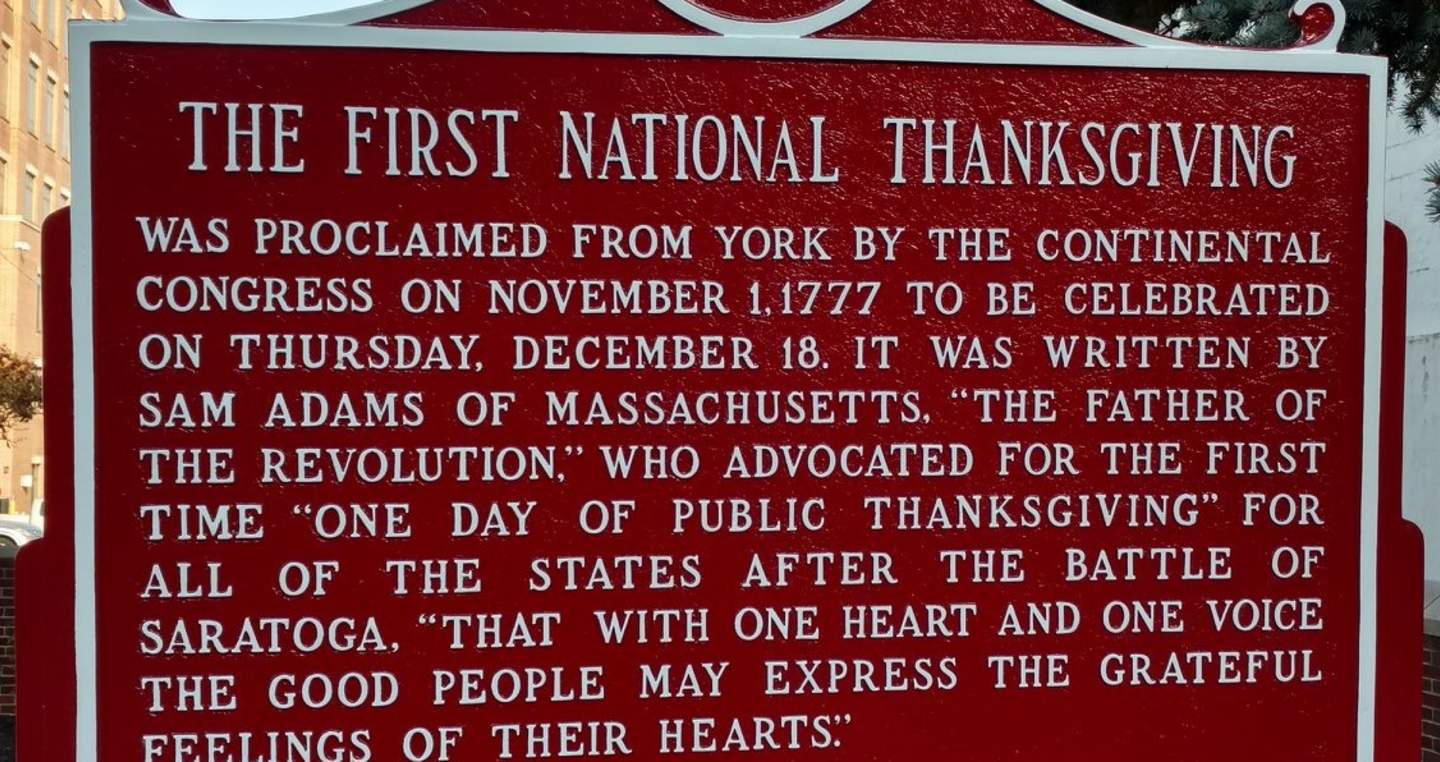 THE FIRST NATIONAL THANKSGIVING
WAS PROCLAIMED FROM YORK BY THE CONTINENTAL
CONGRESS ON NOVEMBER 1, 1777 TO BE CELEBRATED
ON THURSDAY, DECEMBER 18. IT WAS WRITTEN BY
SAM ADAMS OF MASSACHUSETTS, "THE FATHER OF
THE REVOLUTION," WHO ADVOCATED FOR THE FIRST
TIME "ONE DAY OF PUBLIC THANKSGIVING" FOR
ALL OF THE STATES AFTER THE BATTLE OF
SARATOGA, "THAT WITH ONE HEART AND ONE VOICE
THE GOOD PEOPLE MAY EXPRESS THE GRATEFUL
FEELINGS OF THEIR HEARTS."